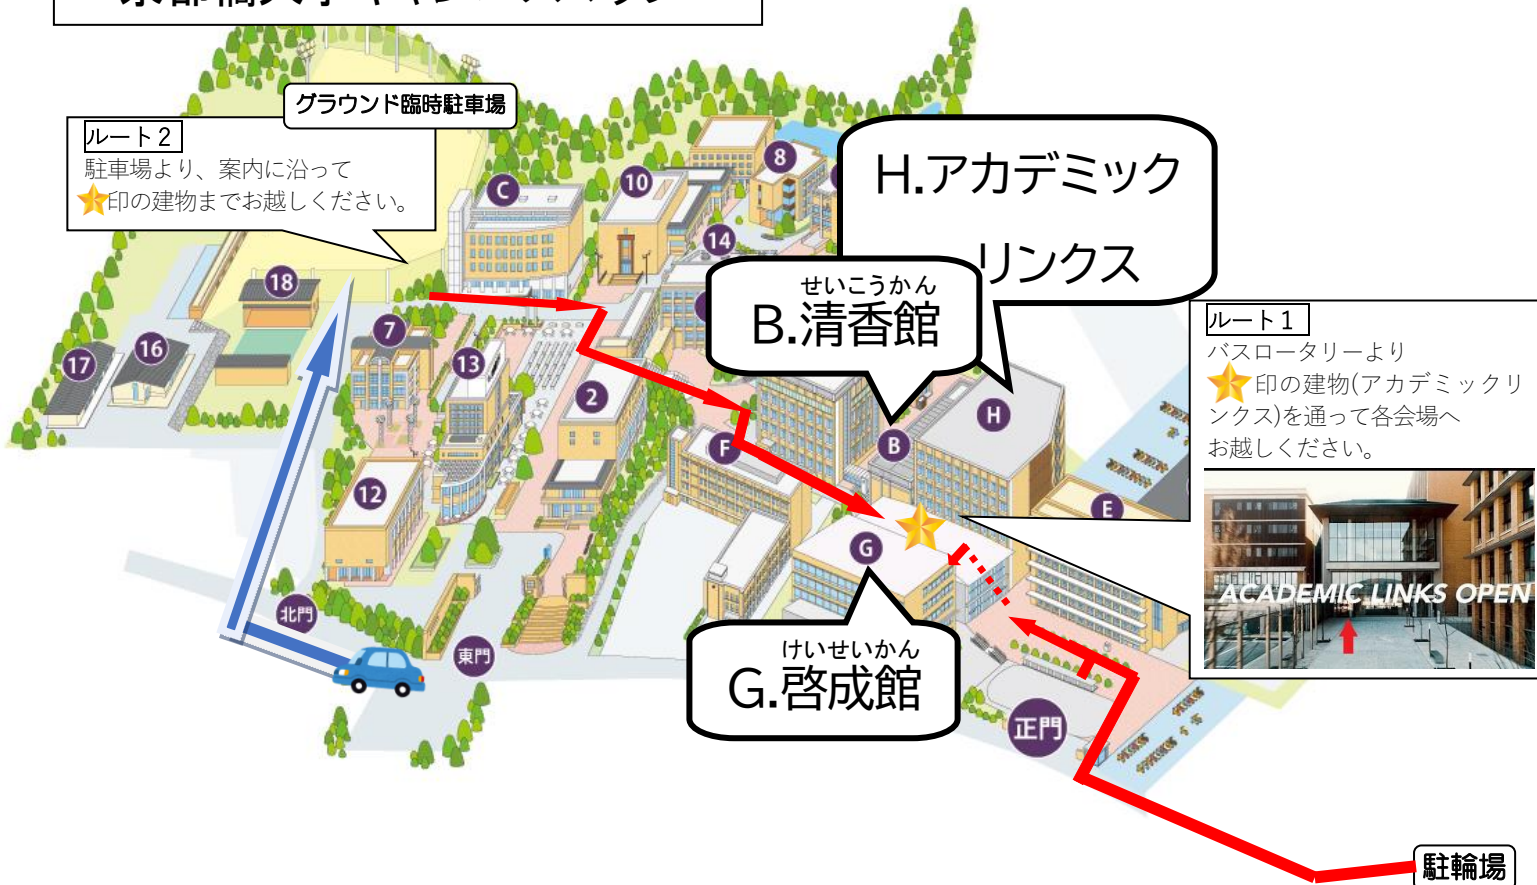 グラウンド臨時駐車場
ルート2
駐車場より、案内に沿って
印の建物までお越しください。
H.アカデミック
リンクス
せいこうかん
B.清香館
ルート1
バスロータリーより
印の建物(アカデミックリ
ンクス)を通って各会場へ
お越しください。
ACADEMIC LINKS OPEN
けいせいかん
G.啓成館
C
10
8
14
18
7
13
16
17
2
H
B
F
12
E
G
北門
東門
正門
駐輪場